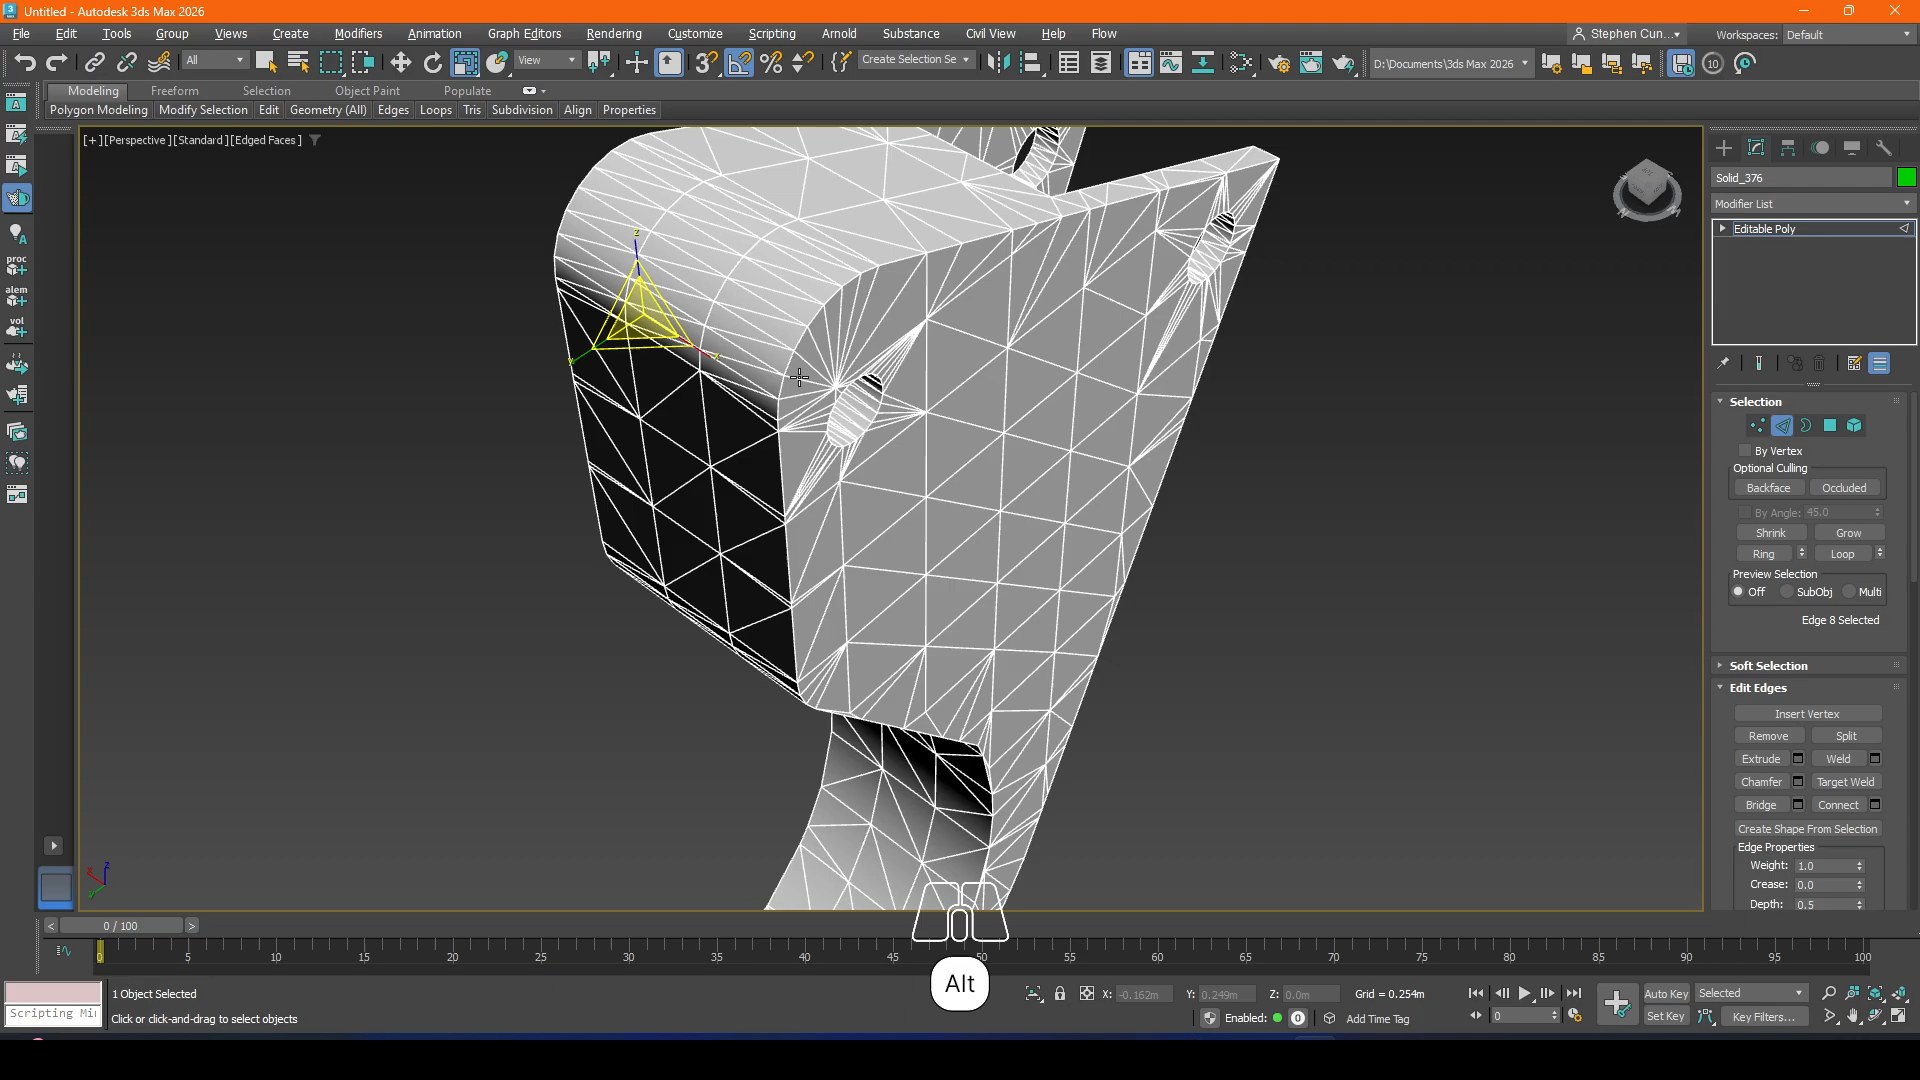 Untitled - Autodesk 3ds Max 2026
File Edit Tools Group Views Create Modifiers Animation Graph Editors Rendering Customize Scripting Arnold Substance Civil View Help Flow
Stephen Cun... Workspaces: Default
All View Create Selection Se D:\Documents\3ds Max 2026 10
Modeling Freeform Selection Object Paint Populate
Polygon Modeling Modify Selection Edit Geometry (All) Edges Loops Tris Subdivision Align Properties
[+] [Perspective] [Standard] [Edged Faces]
proc
alem
vol
z
x
y
Solid_376
Modifier List
Editable Poly
Selection
By Vertex
Optional Culling
Backface Occluded
By Angle: 45.0
Shrink Grow
Ring Loop
Preview Selection
Off SubObj Multi
Edge 8 Selected
Soft Selection
Edit Edges
Insert Vertex
Remove Split
Extrude Weld
Chamfer Target Weld
Bridge Connect
Create Shape From Selection
Edge Properties
Weight: 1.0
Crease: 0.0
Depth: 0.5
z
x
y
< 0 / 100 >
0 5 10 15 20 25 30 35 40 45 50 55 60 65 70 75 80 85 90 95 100
Alt
1 Object Selected
Scripting Mi
Click or click-and-drag to select objects
X: -0.162m Y: 0.249m Z: 0.0m Grid = 0.254m
Enabled: 0 Add Time Tag
0
Auto Key Selected
Set Key Key Filters...